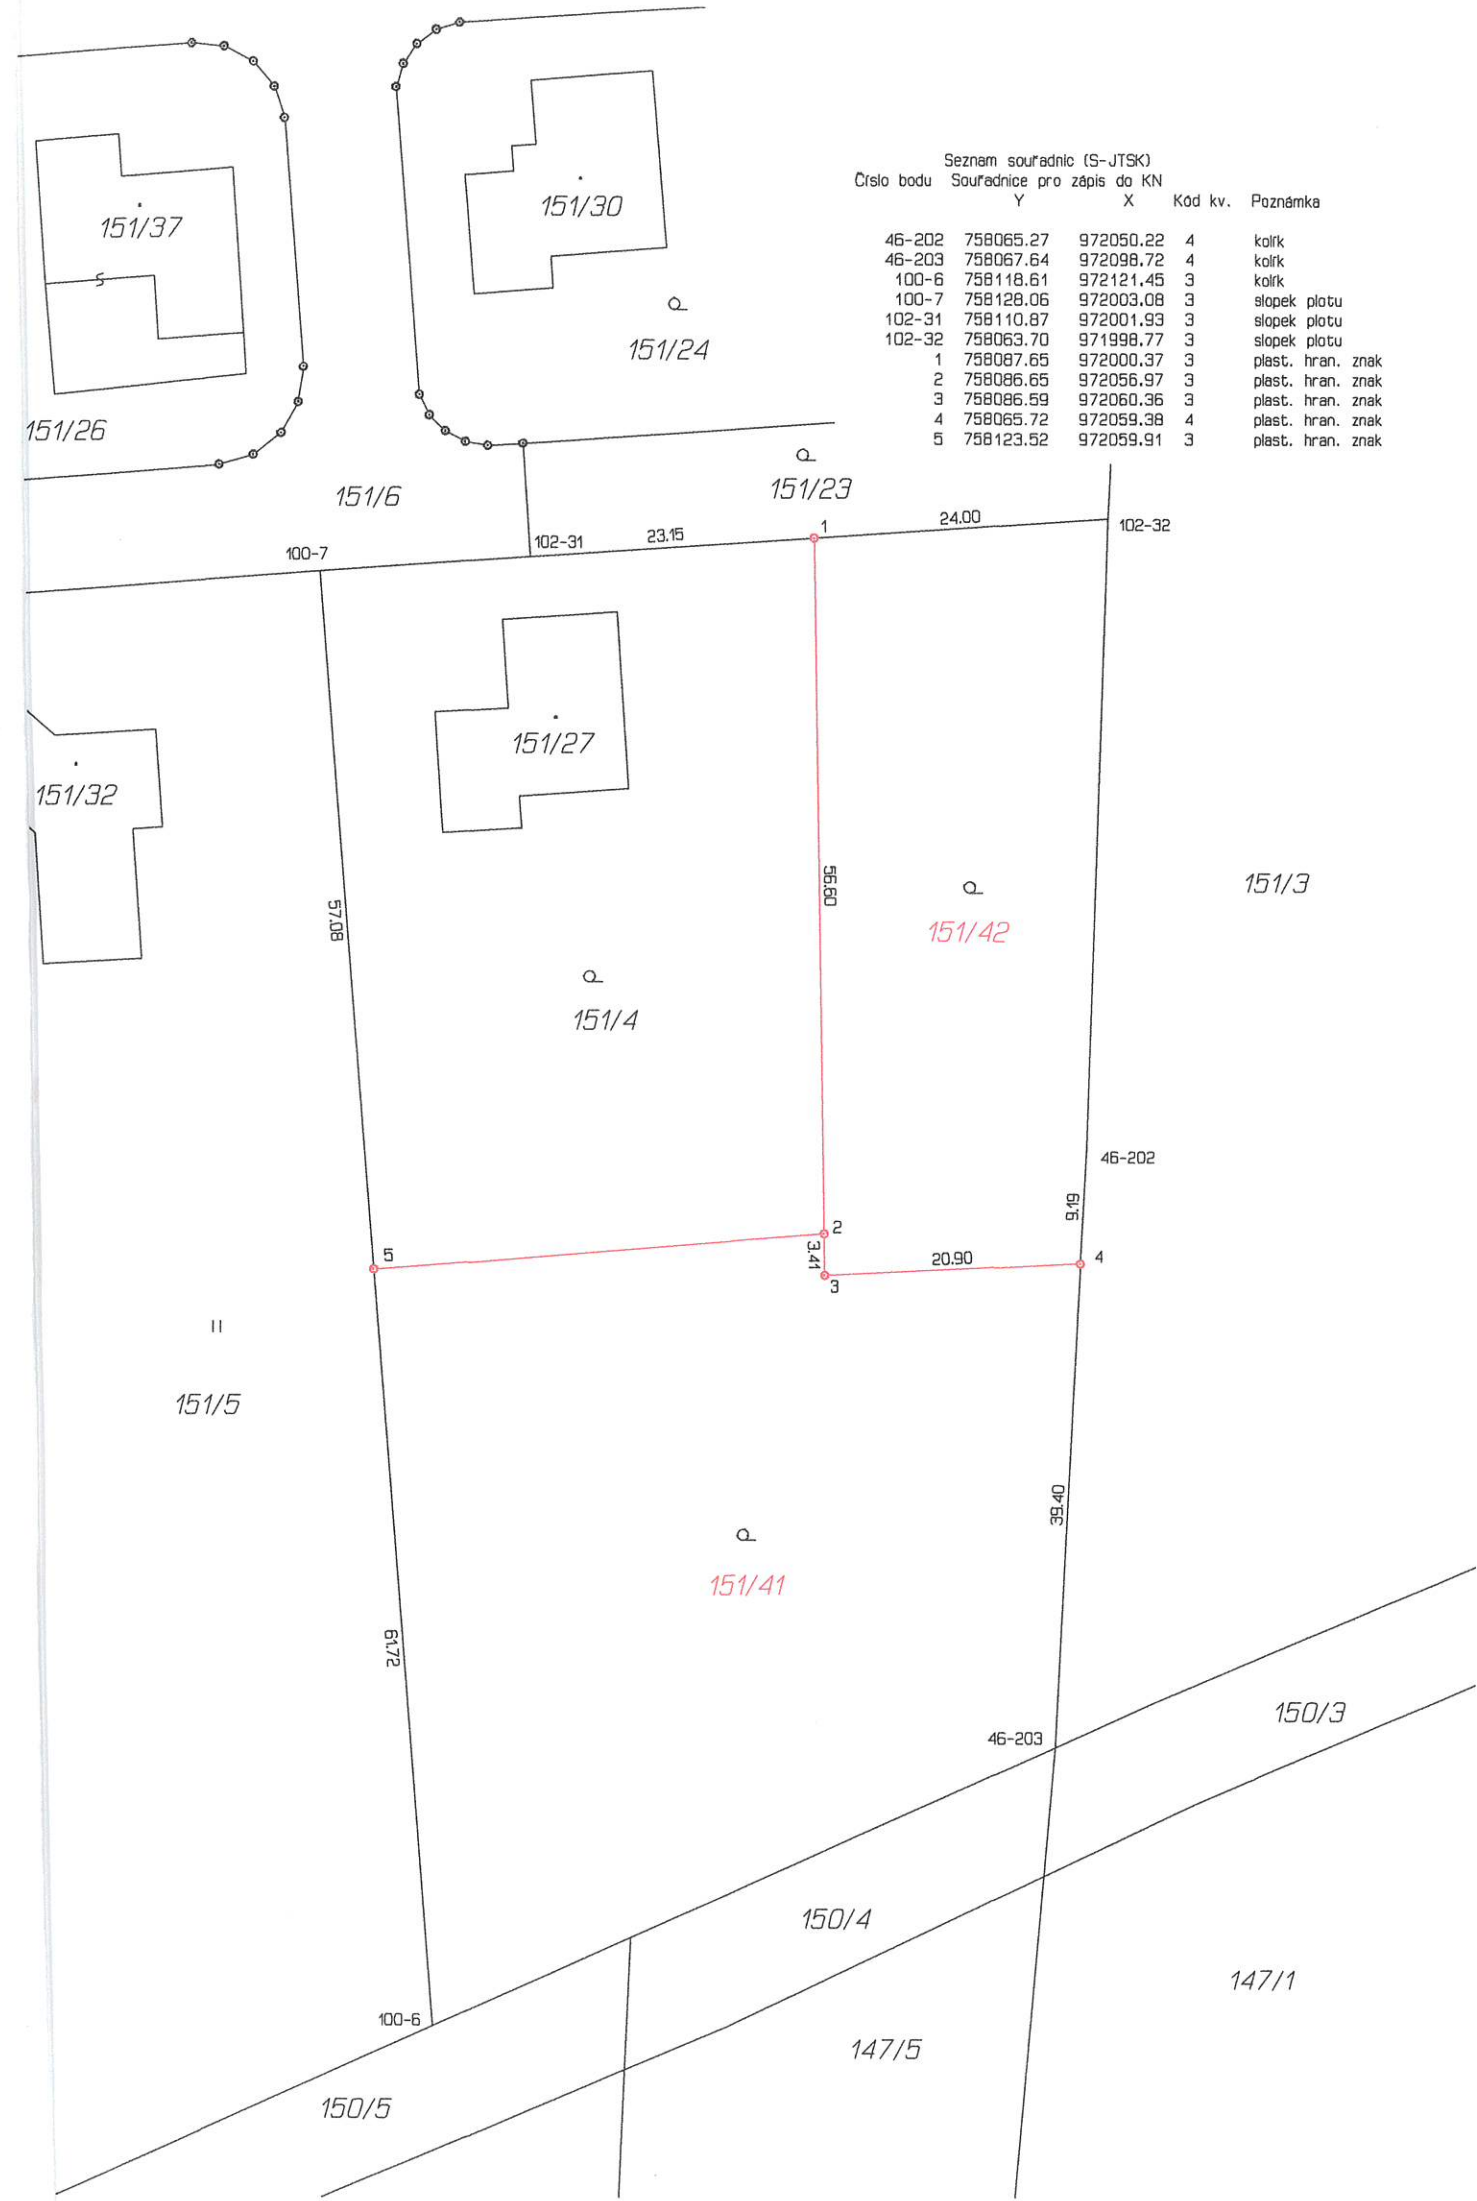 Seznam souřadnic (S-JTSK)
Číslo bodu Souřadnice pro zápis do KN
Y X Kód kv. Poznámka
46-202 758065.27 972050.22 4 kolík
46-203 758067.64 972098.72 4 kolík
100-6 758118.61 972121.45 3 kolík
100-7 758128.06 972003.08 3 slopek plotu
102-31 758110.87 972001.93 3 slopek plotu
102-32 758063.70 971998.77 3 slopek plotu
1 758087.65 972000.37 3 plast. hran. znak
2 758086.65 972056.97 3 plast. hran. znak
3 758086.59 972060.36 3 plast. hran. znak
4 758065.72 972059.38 4 plast. hran. znak
5 758123.52 972059.91 3 plast. hran. znak
151/37
151/30
151/24
151/26
151/6
151/23
100-7
102-31
23.15
1
24.00
102-32
151/27
151/32
57.08
56.60
151/42
151/3
151/4
46-202
9.19
2
3.41
3
20.90
4
5
151/5
39.40
151/41
61.72
46-203
150/3
150/4
147/1
100-6
147/5
150/5